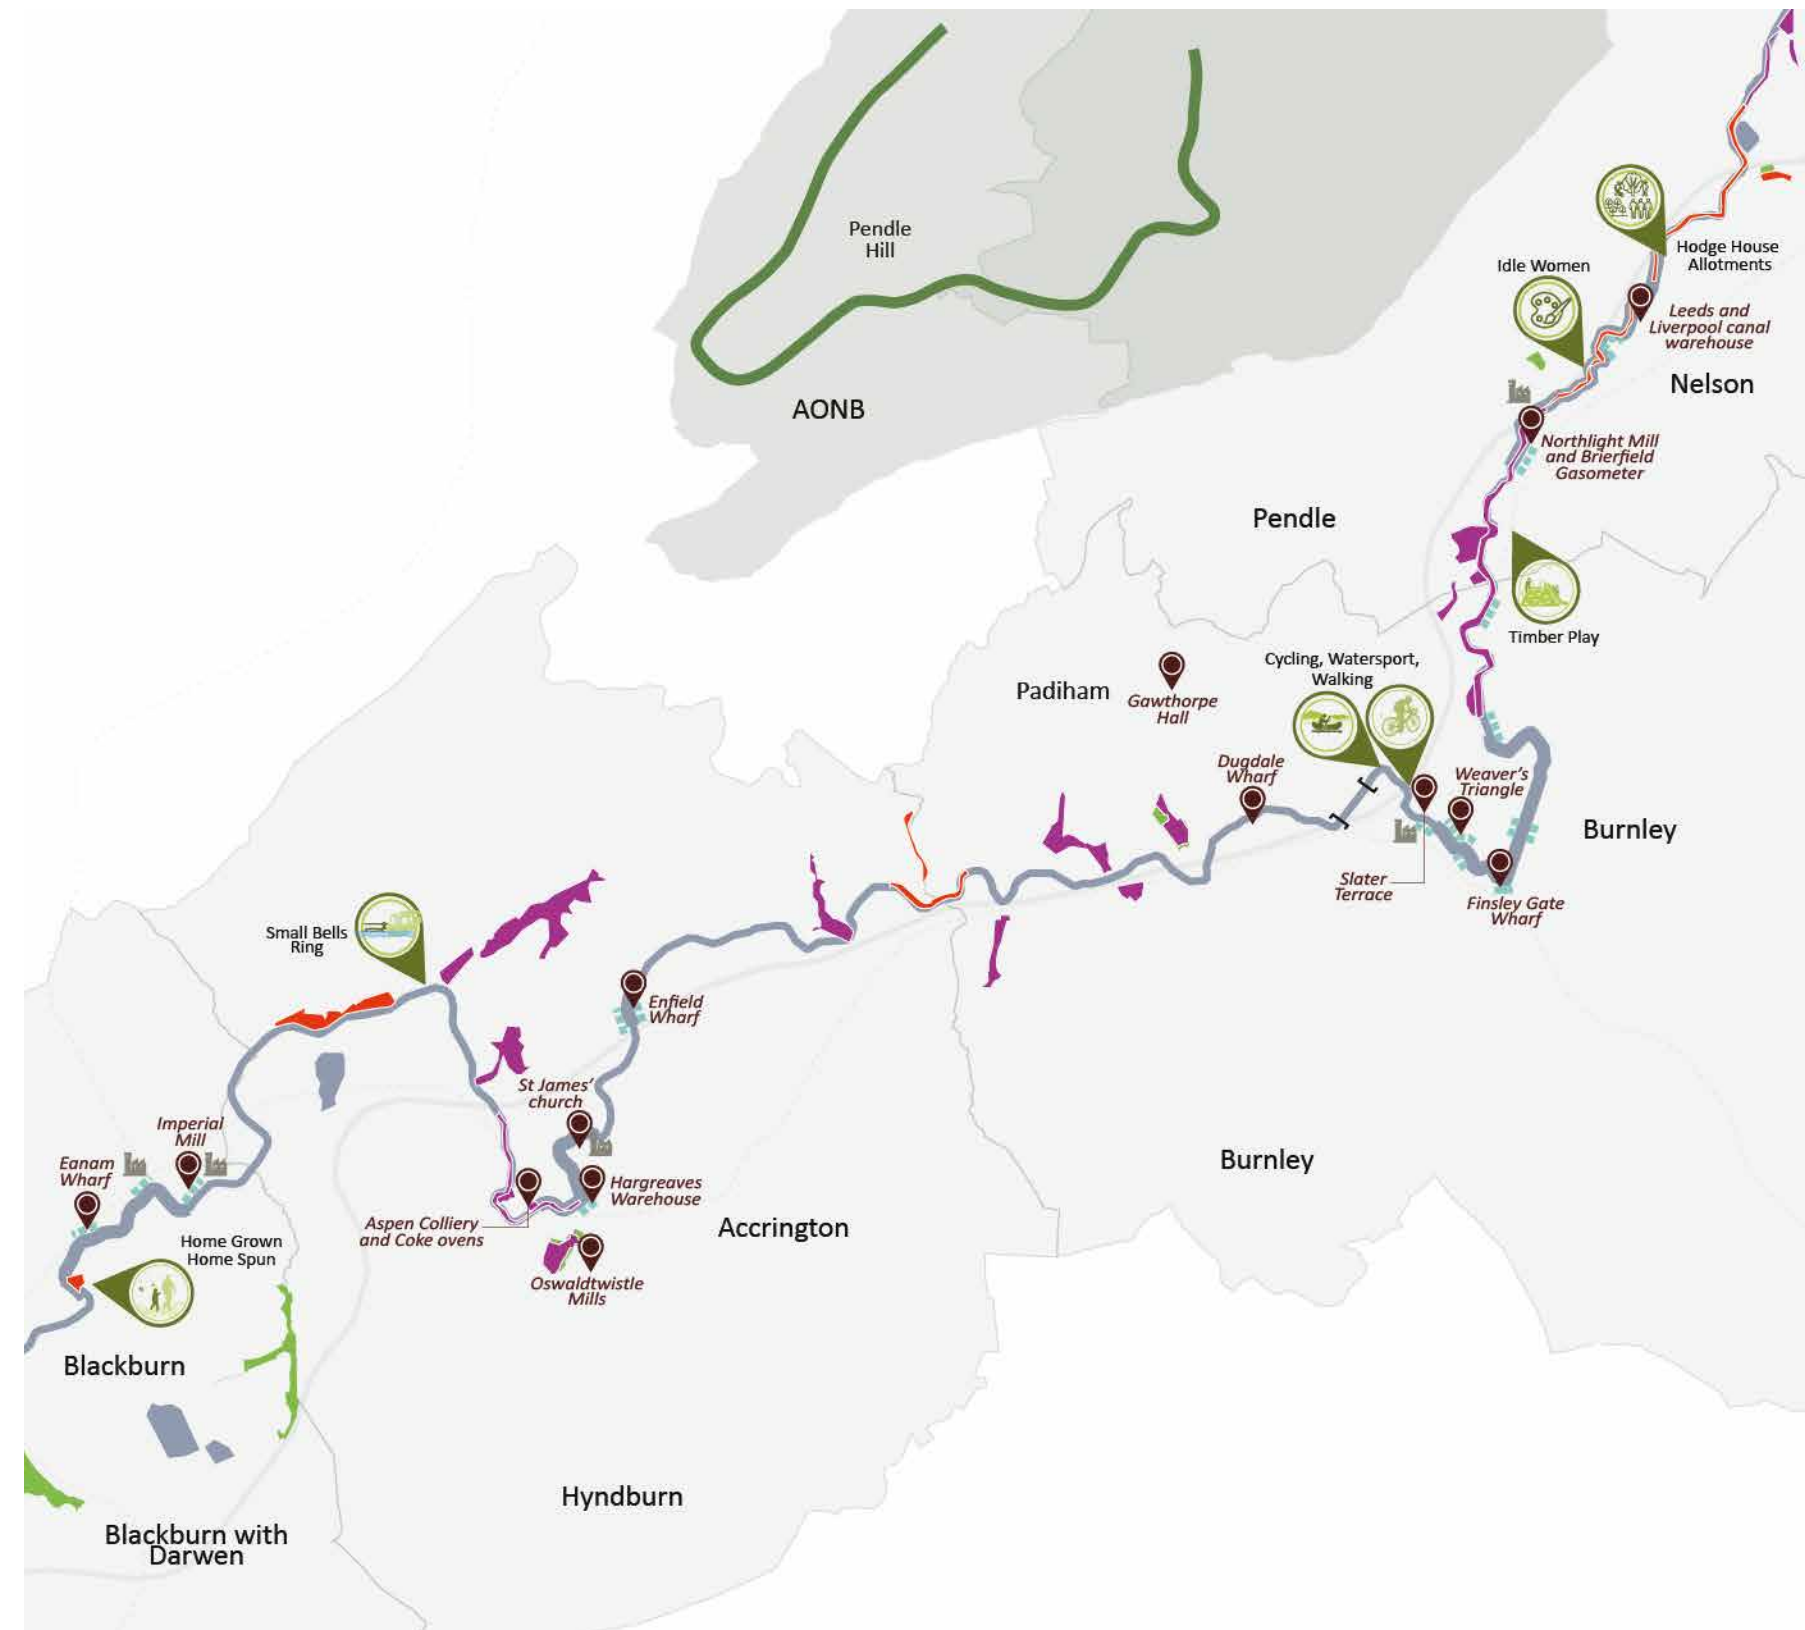 Pendle
Hill
AONB
Hodge House
Allotments
Idle Women
Leeds and
Liverpool canal
warehouse
Nelson
Northlight Mill
and Brierfield
Gasometer
Pendle
Timber Play
Cycling, Watersport,
Walking
Padiham
Gawthorpe
Hall
Dugdale
Wharf
Weaver's
Triangle
Burnley
Slater
Terrace
Finsley Gate
Wharf
Small Bells
Ring
Enfield
Wharf
St James'
church
Imperial
Mill
Eanam
Wharf
Hargreaves
Warehouse
Aspen Colliery
and Coke ovens
Accrington
Burnley
Home Grown
Home Spun
Oswaldtwistle
Mills
Blackburn
Hyndburn
Blackburn with
Darwen